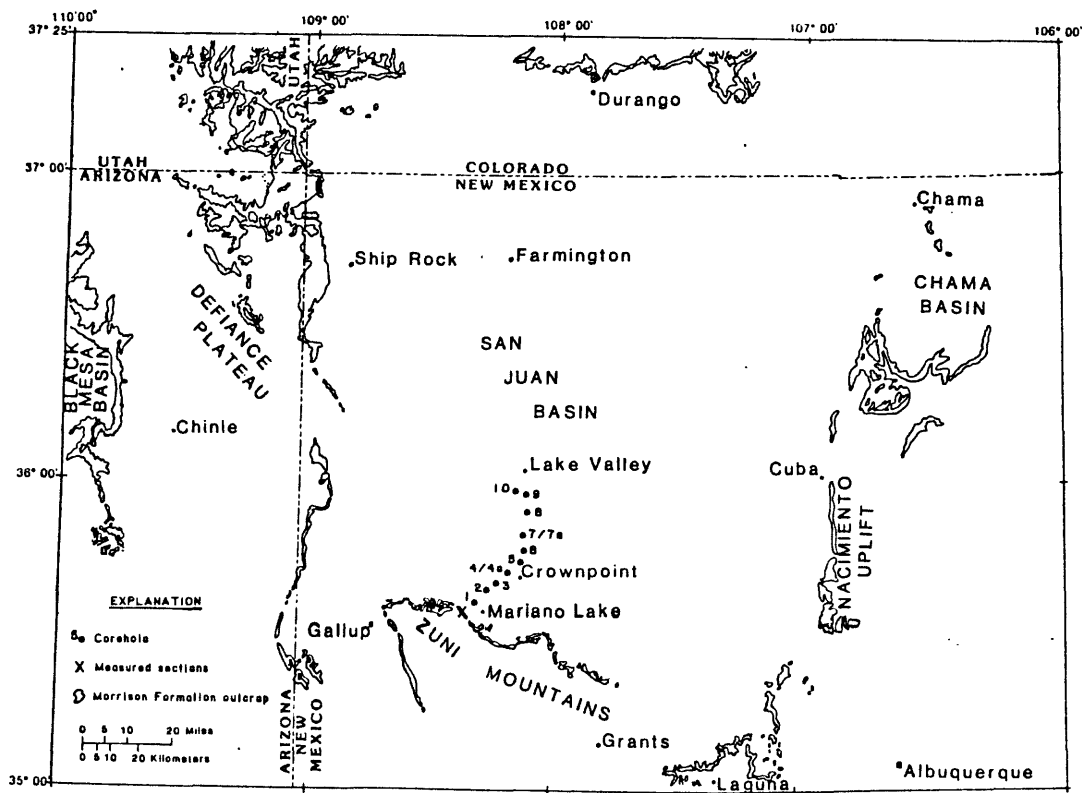 110°00'
109°00'
108°00'
107°00'
106°00'
37°25'
UTAH
Durango
37°00'
UTAH
ARIZONA
COLORADO
NEW MEXICO
Chama
Ship Rock
Farmington
CHAMA
BASIN
DEFIANCE
PLATEAU
SAN
JUAN
BASIN
BLACK
MESA
BASIN
Chinle
Lake Valley
36°00'
Cuba
10
9
8
7/7a
6
5
4/4a
Crownpoint
3
2
1
Mariano Lake
NACIMIENTO
UPLIFT
EXPLANATION
Corehole
X Measured sections
Morrison Formation outcrop
0 5 10 20 Miles
0 5 10 20 Kilometers
Gallup
ZUNI
MOUNTAINS
ARIZONA
NEW
MEXICO
Grants
35°00'
Laguna
Albuquerque